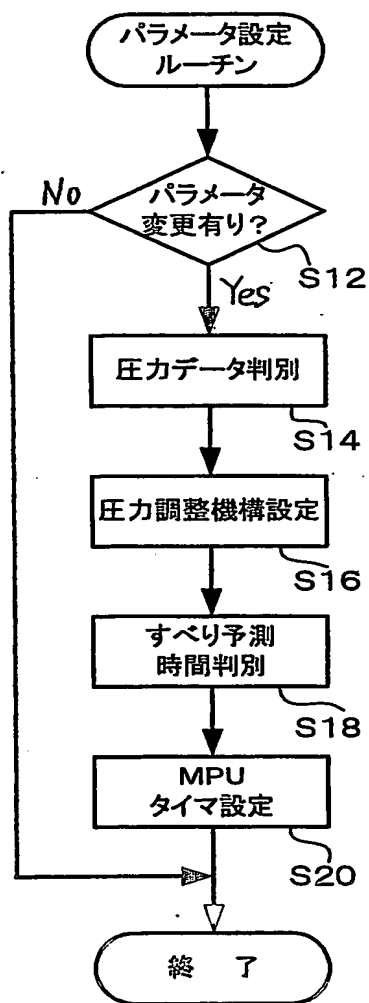 パラメータ設定
ルーチン
パラメータ
変更有り?
No
S12
Yes
圧力データ判別
S14
圧力調整機構設定
S16
すべり予測
時間判別
S18
MPU
タイマ設定
S20
終 了